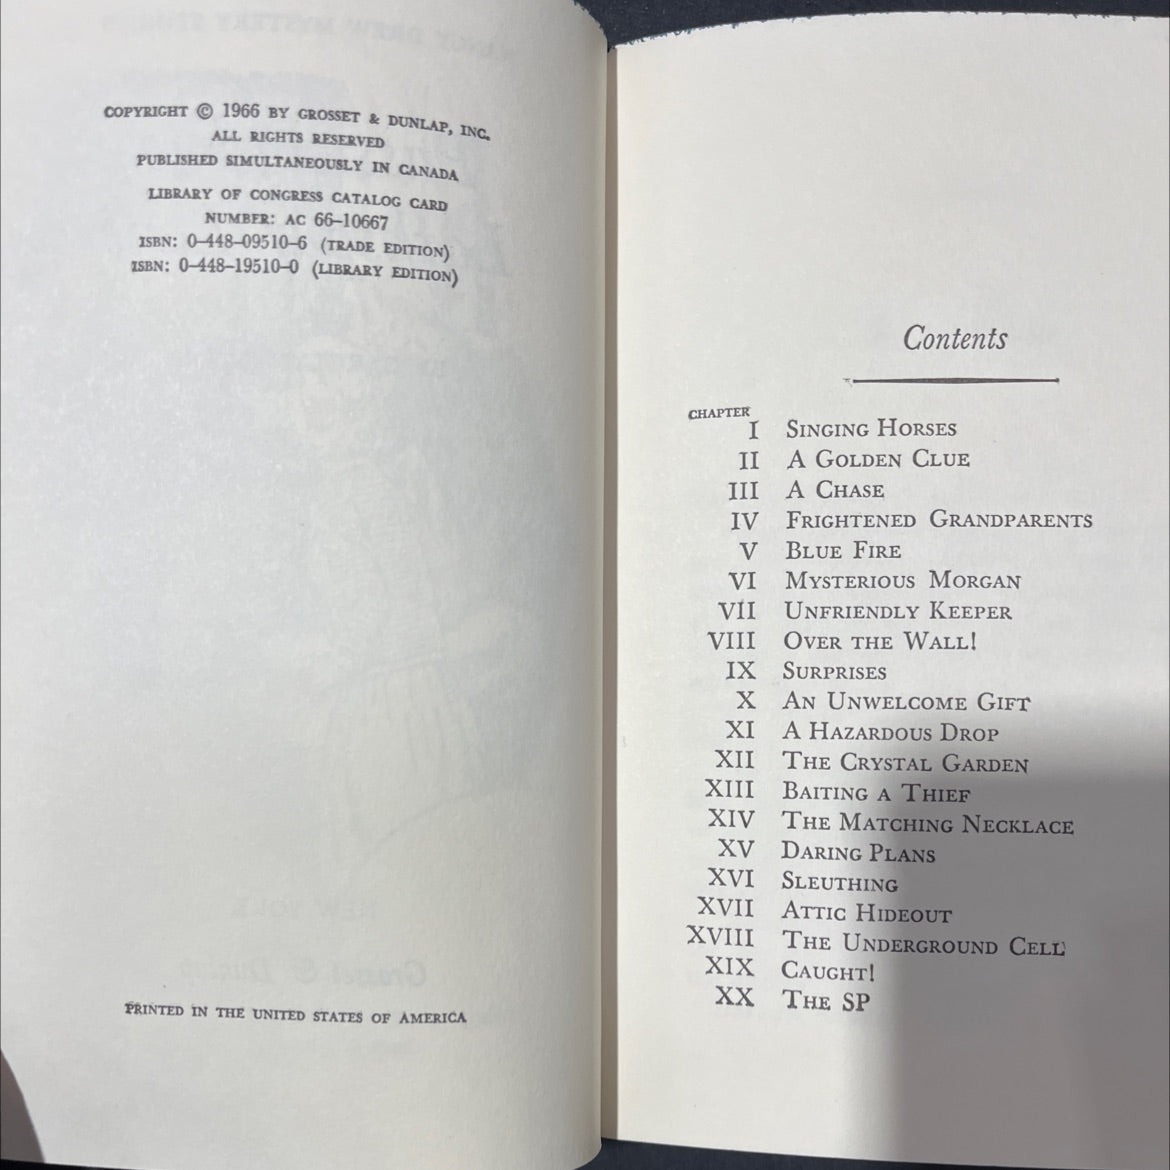 COPYRIGHT © 1966 BY GROSSET & DUNLAP, INC.
ALL RIGHTS RESERVED
PUBLISHED SIMULTANEOUSLY IN CANADA
LIBRARY OF CONGRESS CATALOG CARD
NUMBER: AC 66-10667
ISBN: 0-448-09510-6 (TRADE EDITION)
ISBN: 0-448-19510-0 (LIBRARY EDITION)
PRINTED IN THE UNITED STATES OF AMERICA
Contents
CHAPTER
I SINGING HORSES
II A GOLDEN CLUE
III A CHASE
IV FRIGHTENED GRANDPARENTS
V BLUE FIRE
VI MYSTERIOUS MORGAN
VII UNFRIENDLY KEEPER
VIII OVER THE WALL!
IX SURPRISES
X AN UNWELCOME GIFT
XI A HAZARDOUS DROP
XII THE CRYSTAL GARDEN
XIII BAITING A THIEF
XIV THE MATCHING NECKLACE
XV DARING PLANS
XVI SLEUTHING
XVII ATTIC HIDEOUT
XVIII THE UNDERGROUND CELL
XIX CAUGHT!
XX THE SP